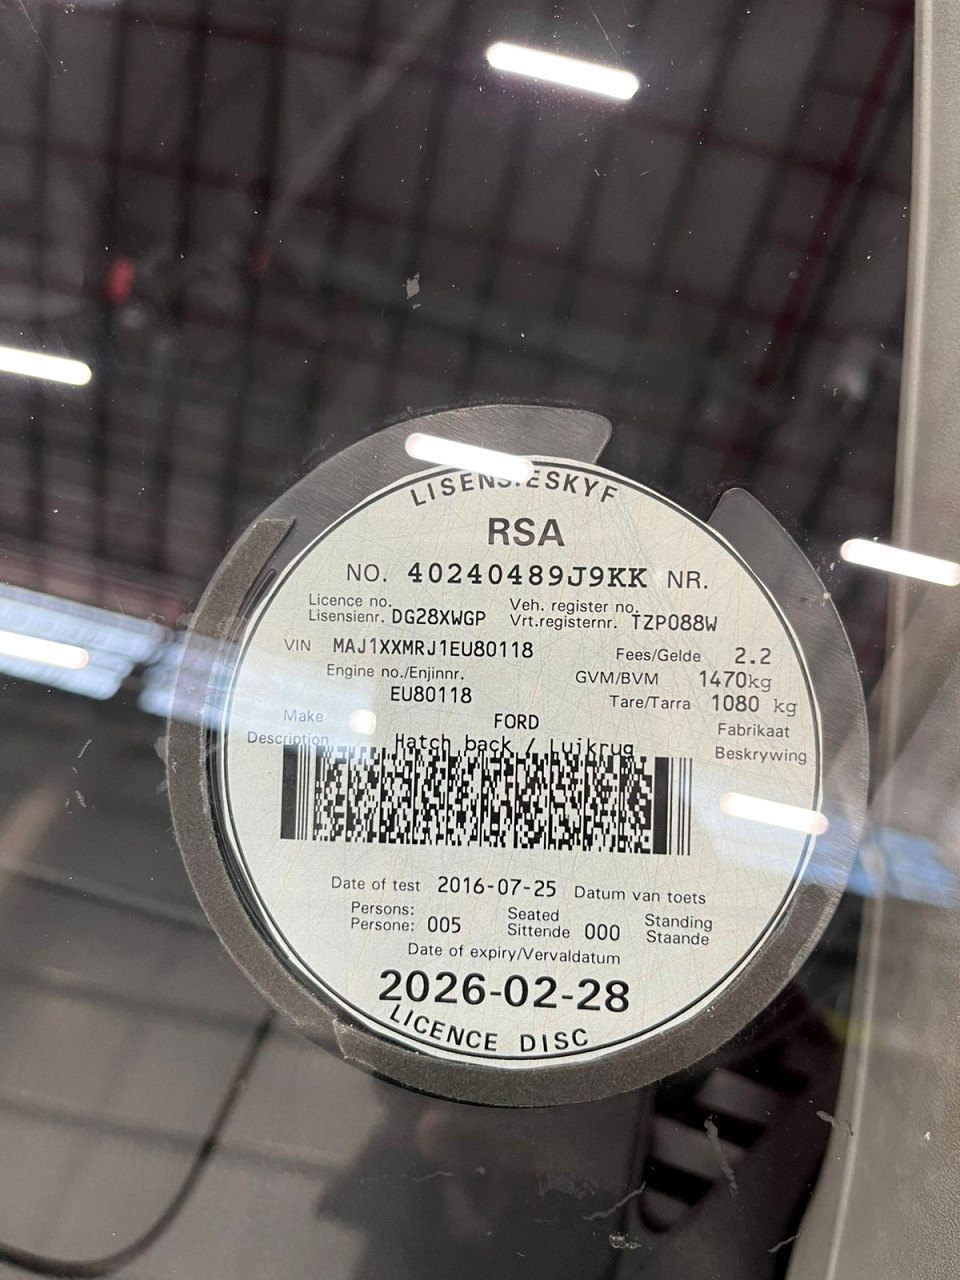 LISENSIESKYF
RSA
NO. 40240489J9KK NR.
Licence no. Veh. register no.
Lisensienr. DG28XWGP Vrt.registernr. TZP088W
VIN MAJ1XXMRJ1EU80118 Fees/Gelde 2.2
Engine no./Enjinnr. GVM/BVM 1470kg
EU80118 Tare/Tarra 1080 kg
Make FORD Fabrikaat
Description Hatch back / Luikrug Beskrywing
Date of test 2016-07-25 Datum van toets
Persons: Seated Standing
Persone: 005 Sittende 000 Staande
Date of expiry/Vervaldatum
2026-02-28
LICENCE DISC